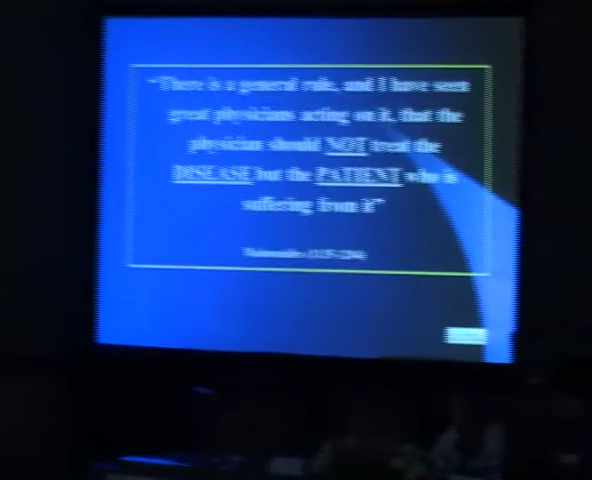 "There is a general rule, and I have seen
great physicians acting on it, that the
physician should NOT treat the
DISEASE but the PATIENT who is
suffering from it"